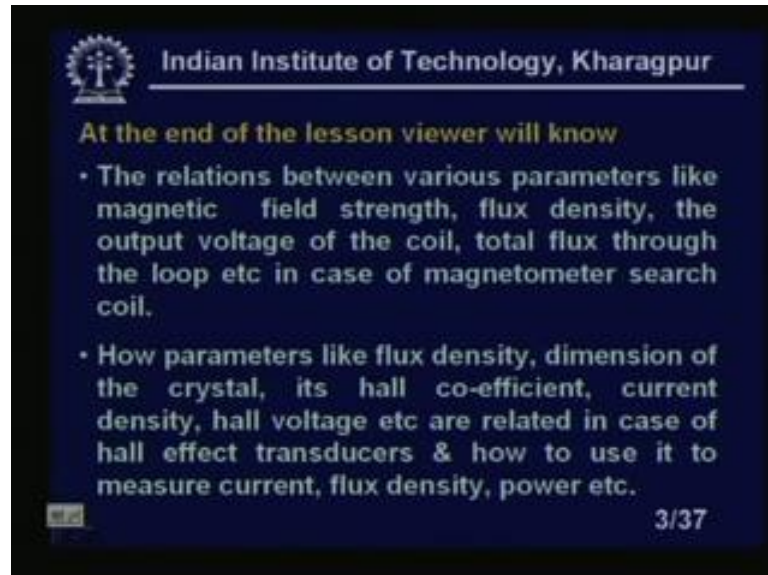 Indian Institute of Technology, Kharagpur
At the end of the lesson viewer will know
• The relations between various parameters like
magnetic field strength, flux density, the
output voltage of the coil, total flux through
the loop etc in case of magnetometer search
coil.
• How parameters like flux density, dimension of
the crystal, its hall co-efficient, current
density, hall voltage etc are related in case of
hall effect transducers & how to use it to
measure current, flux density, power etc.
3/37